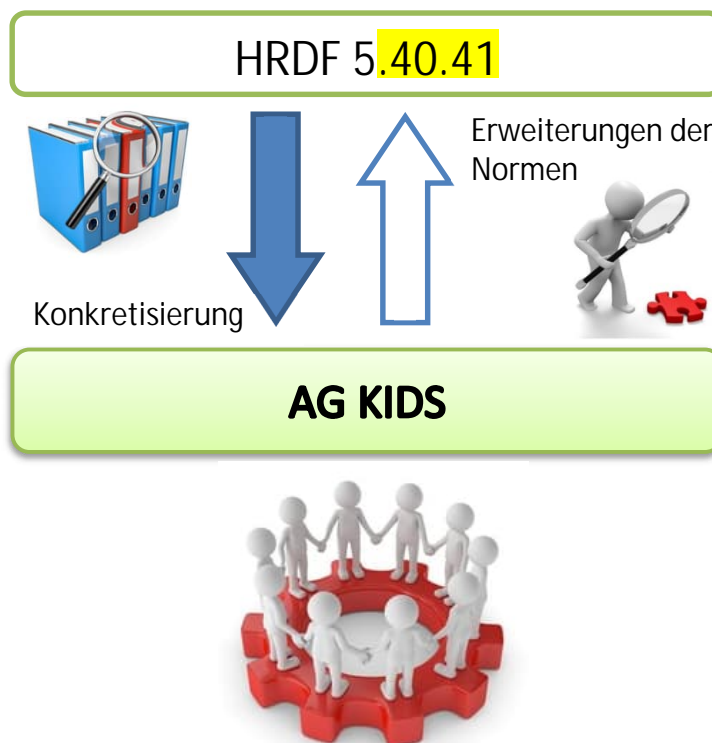 HRDF 5.40.41
Erweiterungen der
Normen
Konkretisierung
AG KIDS